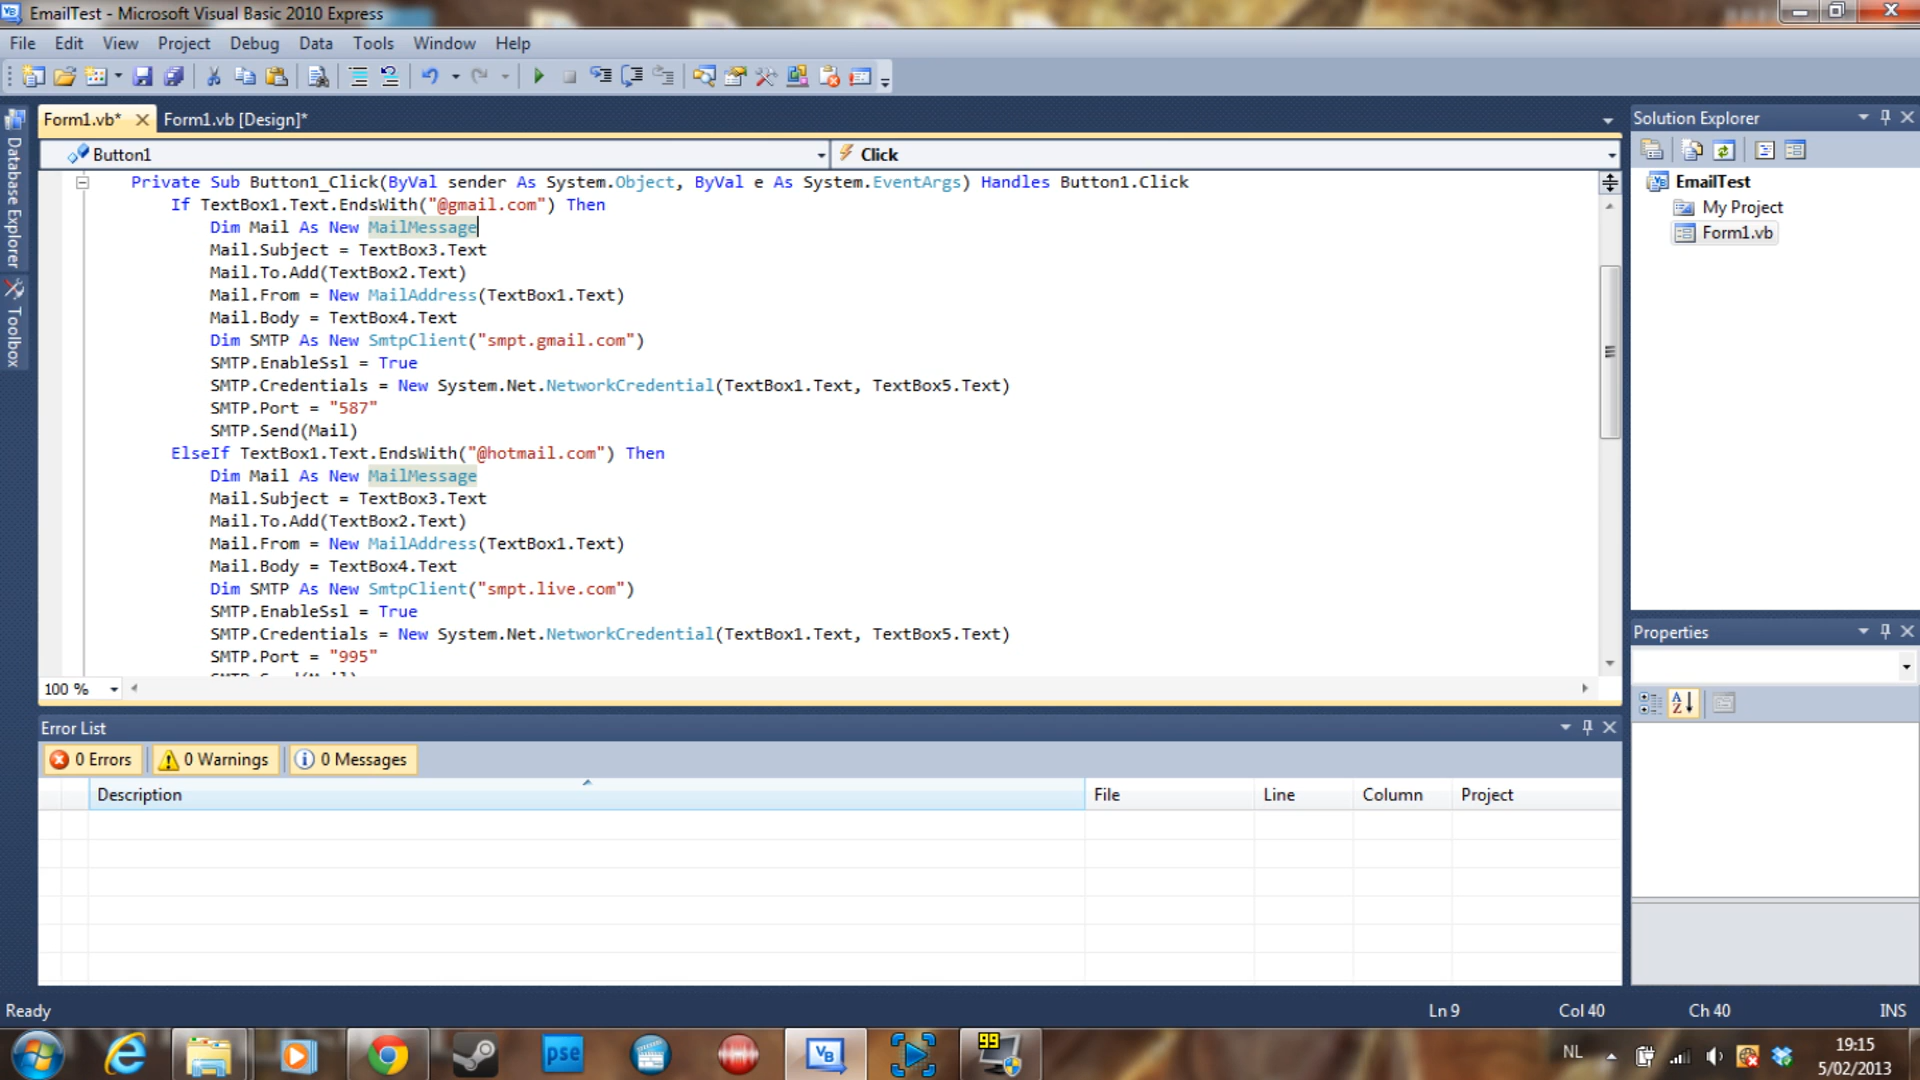 EmailTest - Microsoft Visual Basic 2010 Express
File Edit View Project Debug Data Tools Window Help
Form1.vb* Form1.vb [Design]*
Button1 Click
Private Sub Button1_Click(ByVal sender As System.Object, ByVal e As System.EventArgs) Handles Button1.Click
If TextBox1.Text.EndsWith("@gmail.com") Then
Dim Mail As New MailMessage
Mail.Subject = TextBox3.Text
Mail.To.Add(TextBox2.Text)
Mail.From = New MailAddress(TextBox1.Text)
Mail.Body = TextBox4.Text
Dim SMTP As New SmtpClient("smpt.gmail.com")
SMTP.EnableSsl = True
SMTP.Credentials = New System.Net.NetworkCredential(TextBox1.Text, TextBox5.Text)
SMTP.Port = "587"
SMTP.Send(Mail)
ElseIf TextBox1.Text.EndsWith("@hotmail.com") Then
Dim Mail As New MailMessage
Mail.Subject = TextBox3.Text
Mail.To.Add(TextBox2.Text)
Mail.From = New MailAddress(TextBox1.Text)
Mail.Body = TextBox4.Text
Dim SMTP As New SmtpClient("smpt.live.com")
SMTP.EnableSsl = True
SMTP.Credentials = New System.Net.NetworkCredential(TextBox1.Text, TextBox5.Text)
SMTP.Port = "995"
100 %
Database Explorer
Toolbox
Solution Explorer
EmailTest
My Project
Form1.vb
Properties
Error List
0 Errors 0 Warnings 0 Messages
Description File Line Column Project
Ready Ln 9 Col 40 Ch 40 INS
pse VB 99 NL 19:15
5/02/2013